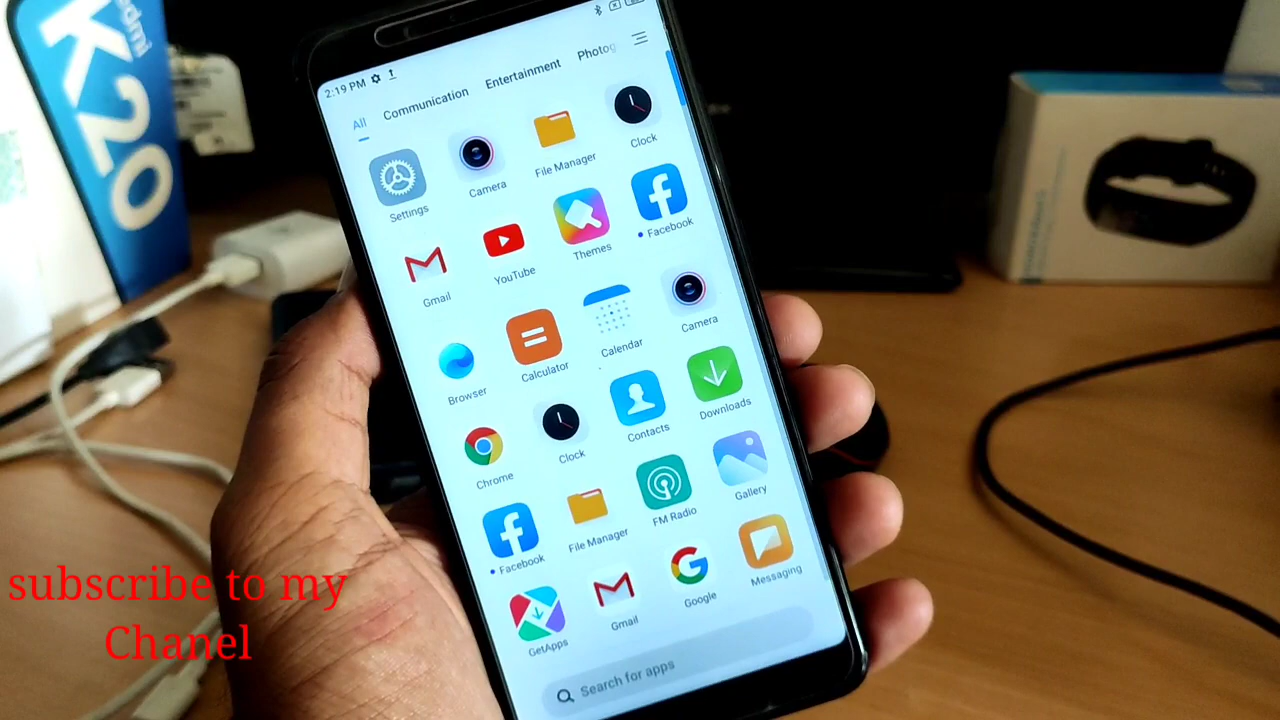 Redmi
K20
2:19 PM
All
Communication
Entertainment
Photog
Settings
Camera
File Manager
Clock
Gmail
YouTube
Themes
Facebook
Browser
Calculator
Calendar
Camera
Chrome
Clock
Contacts
Downloads
Facebook
File Manager
FM Radio
Gallery
GetApps
Gmail
Google
Messaging
Search for apps
subscribe to my
Chanel